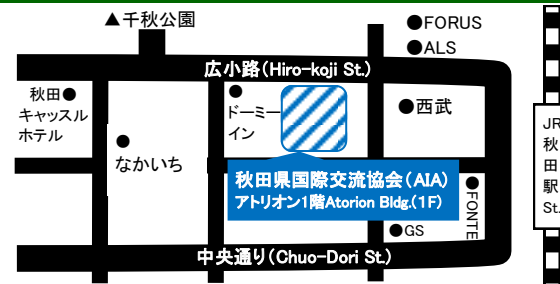 ▲千秋公園
●FORUS
●ALS
広小路(Hiro-koji St.)
秋田●
キャッスル
ホテル
●
なかいち
●
ドーミー
イン
●西武
秋田県国際交流協会(AIA)
アトリオン1階Atorion Bldg.(1F)
●FONTE
●GS
中央通り(Chuo-Dori St.)
JR
秋
田
駅
St.